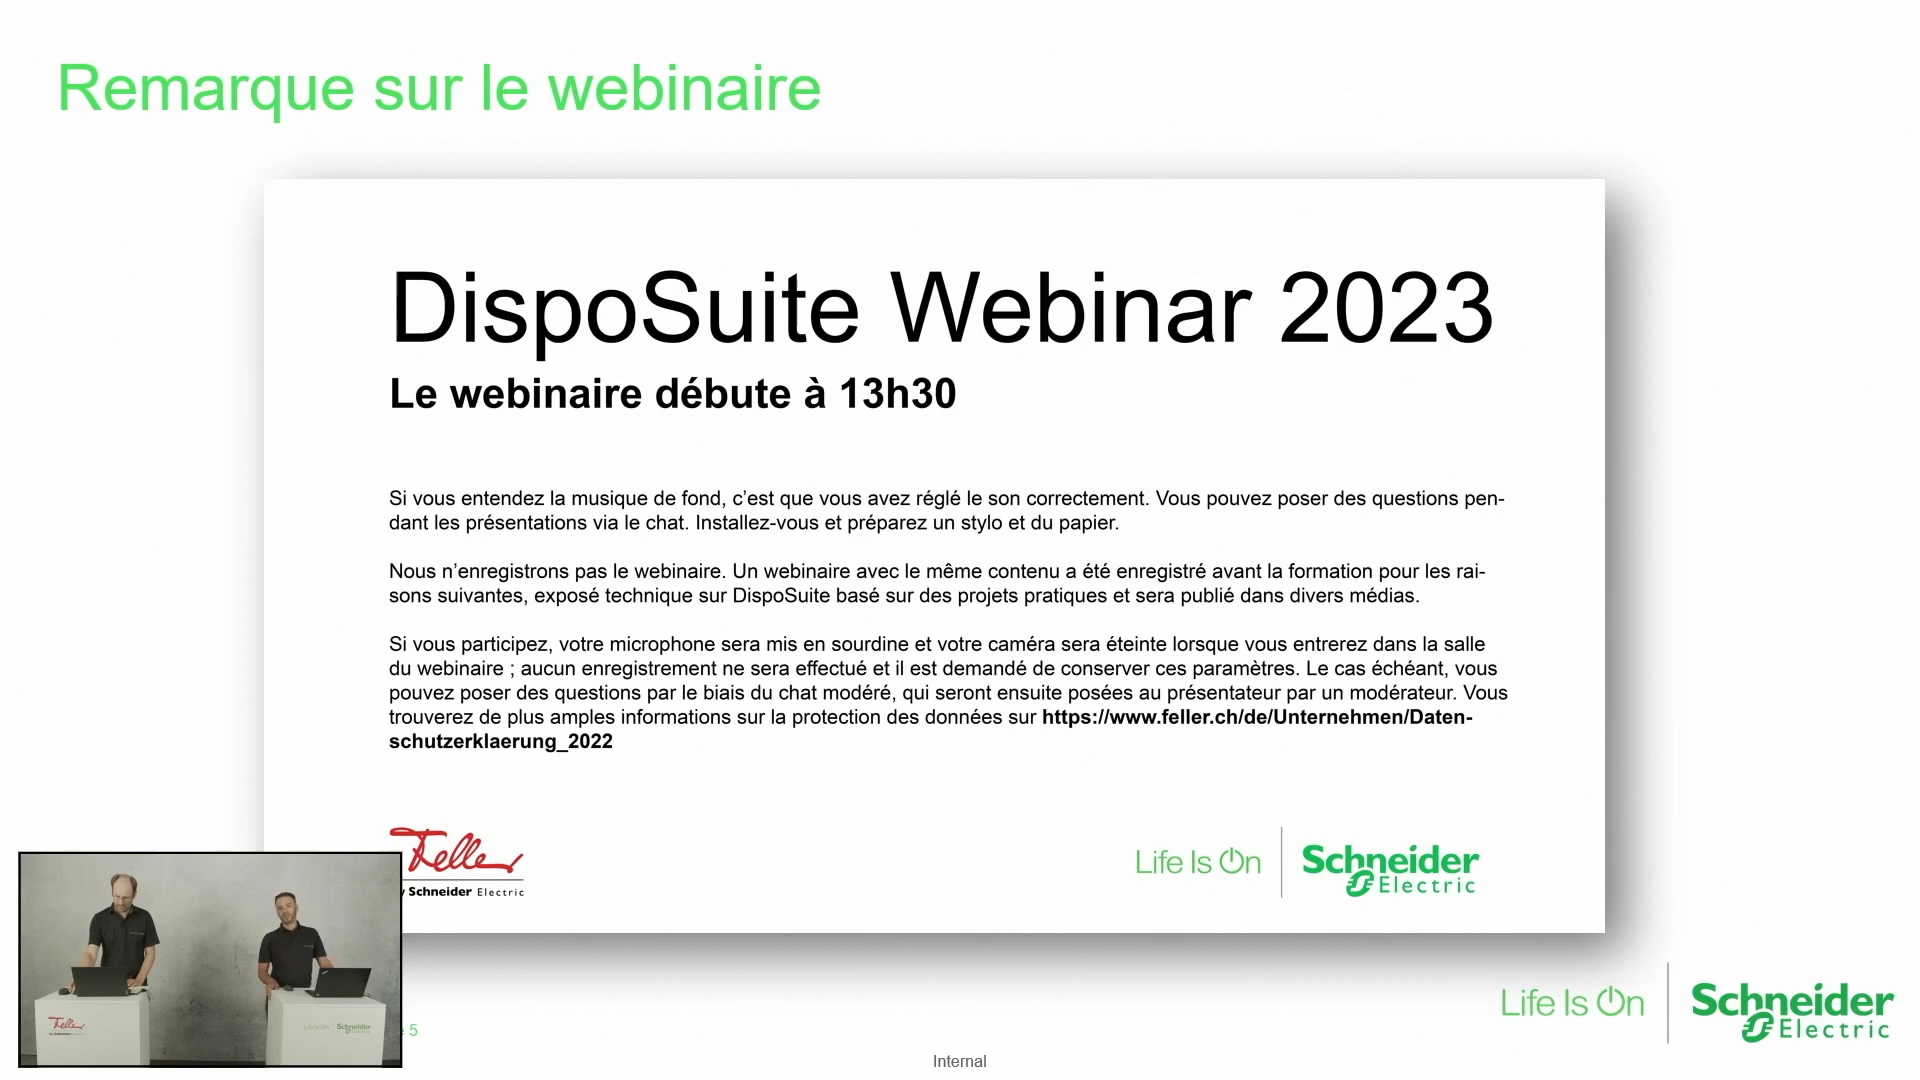 Remarque sur le webinaire
DispoSuite Webinar 2023
Le webinaire débute à 13h30
Si vous entendez la musique de fond, c’est que vous avez réglé le son correctement. Vous pouvez poser des questions pen-
dant les présentations via le chat. Installez-vous et préparez un stylo et du papier.
Nous n’enregistrons pas le webinaire. Un webinaire avec le même contenu a été enregistré avant la formation pour les rai-
sons suivantes, exposé technique sur DispoSuite basé sur des projets pratiques et sera publié dans divers médias.
Si vous participez, votre microphone sera mis en sourdine et votre caméra sera éteinte lorsque vous entrerez dans la salle
du webinaire ; aucun enregistrement ne sera effectué et il est demandé de conserver ces paramètres. Le cas échéant, vous
pouvez poser des questions par le biais du chat modéré, qui seront ensuite posées au présentateur par un modérateur. Vous
trouverez de plus amples informations sur la protection des données sur https://www.feller.ch/de/Unternehmen/Daten-
schutzerklaerung_2022
Feller
Schneider Electric
Life Is On
Schneider
Electric
Feller
Life Is On
Schneider
Electric
5
Life Is On
Schneider
Electric
Internal